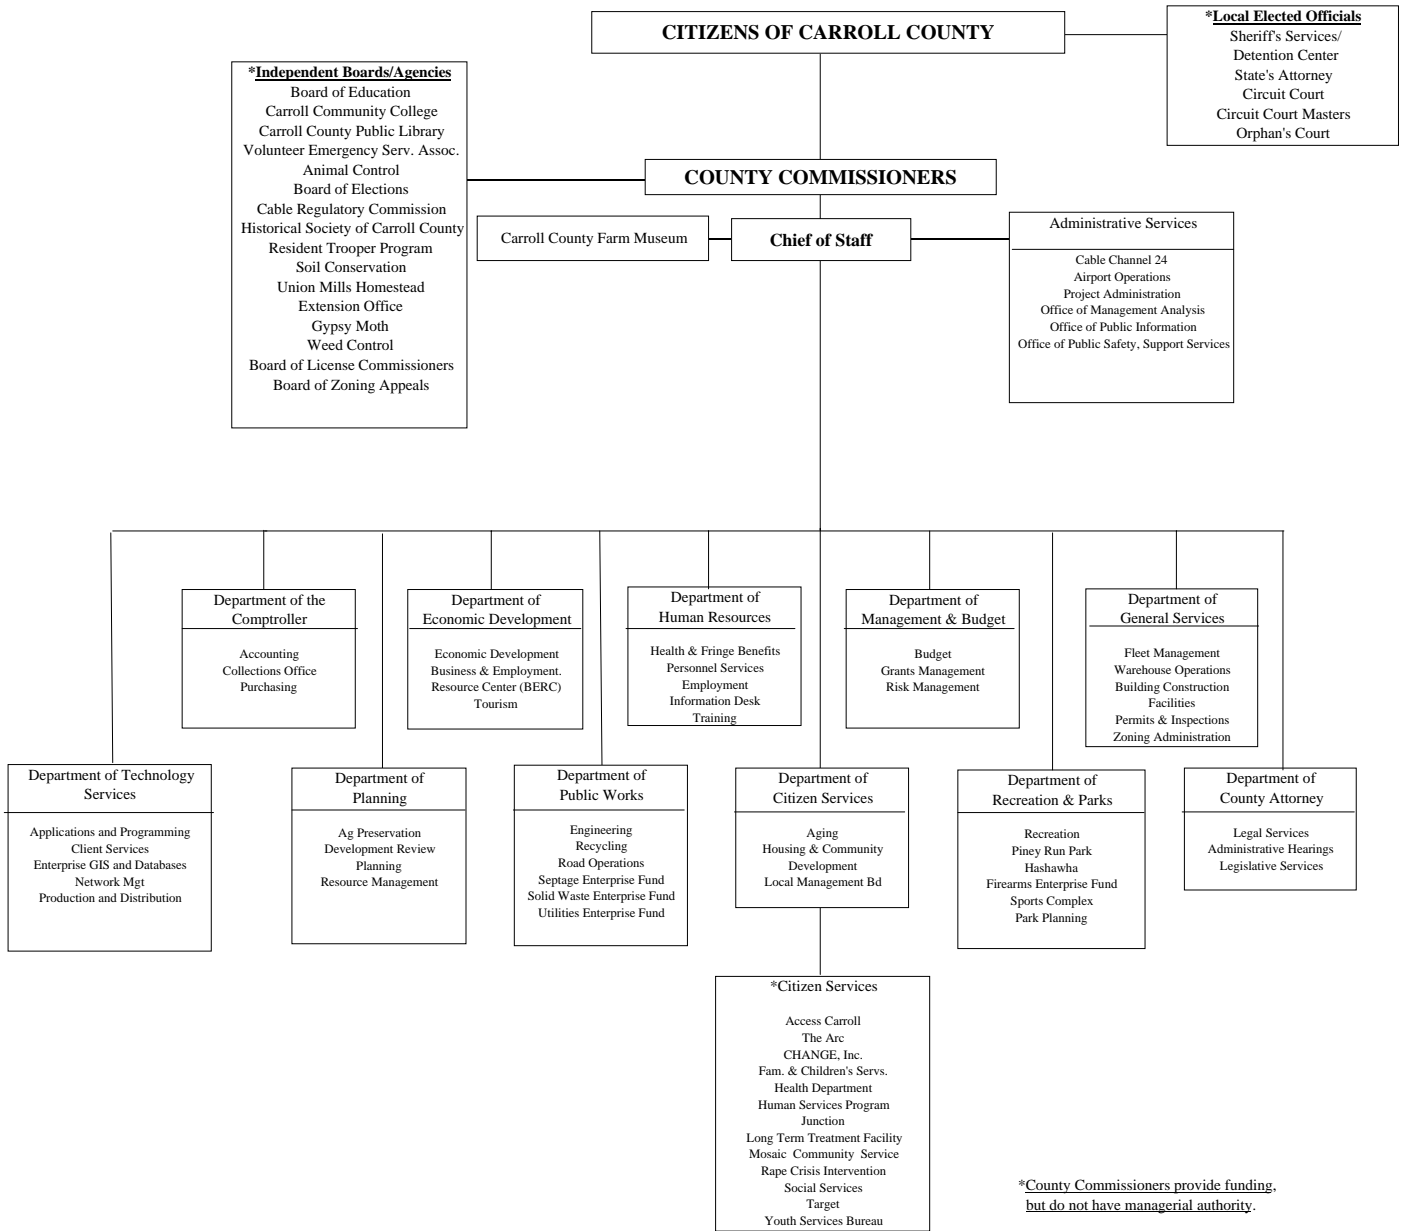 CITIZENS OF CARROLL COUNTY
*Local Elected Officials
Sheriff's Services/
Detention Center
State's Attorney
Circuit Court
Circuit Court Masters
Orphan's Court
*Independent Boards/Agencies
Board of Education
Carroll Community College
Carroll County Public Library
Volunteer Emergency Serv. Assoc.
Animal Control
Board of Elections
Cable Regulatory Commission
Historical Society of Carroll County
Resident Trooper Program
Soil Conservation
Union Mills Homestead
Extension Office
Gypsy Moth
Weed Control
Board of License Commissioners
Board of Zoning Appeals
COUNTY COMMISSIONERS
Carroll County Farm Museum
Chief of Staff
Administrative Services
Cable Channel 24
Airport Operations
Project Administration
Office of Management Analysis
Office of Public Information
Office of Public Safety, Support Services
Department of the
Comptroller
Accounting
Collections Office
Purchasing
Department of
Economic Development
Economic Development
Business & Employment.
Resource Center (BERC)
Tourism
Department of
Human Resources
Health & Fringe Benefits
Personnel Services
Employment
Information Desk
Training
Department of
Management & Budget
Budget
Grants Management
Risk Management
Department of
General Services
Fleet Management
Warehouse Operations
Building Construction
Facilities
Permits & Inspections
Zoning Administration
Department of Technology
Services
Applications and Programming
Client Services
Enterprise GIS and Databases
Network Mgt
Production and Distribution
Department of
Planning
Ag Preservation
Development Review
Planning
Resource Management
Department of
Public Works
Engineering
Recycling
Road Operations
Septage Enterprise Fund
Solid Waste Enterprise Fund
Utilities Enterprise Fund
Department of
Citizen Services
Aging
Housing & Community
Development
Local Management Bd
Department of
Recreation & Parks
Recreation
Piney Run Park
Hashawha
Firearms Enterprise Fund
Sports Complex
Park Planning
Department of
County Attorney
Legal Services
Administrative Hearings
Legislative Services
*Citizen Services
Access Carroll
The Arc
CHANGE, Inc.
Fam. & Children's Servs.
Health Department
Human Services Program
Junction
Long Term Treatment Facility
Mosaic Community Service
Rape Crisis Intervention
Social Services
Target
Youth Services Bureau
*County Commissioners provide funding,
but do not have managerial authority.